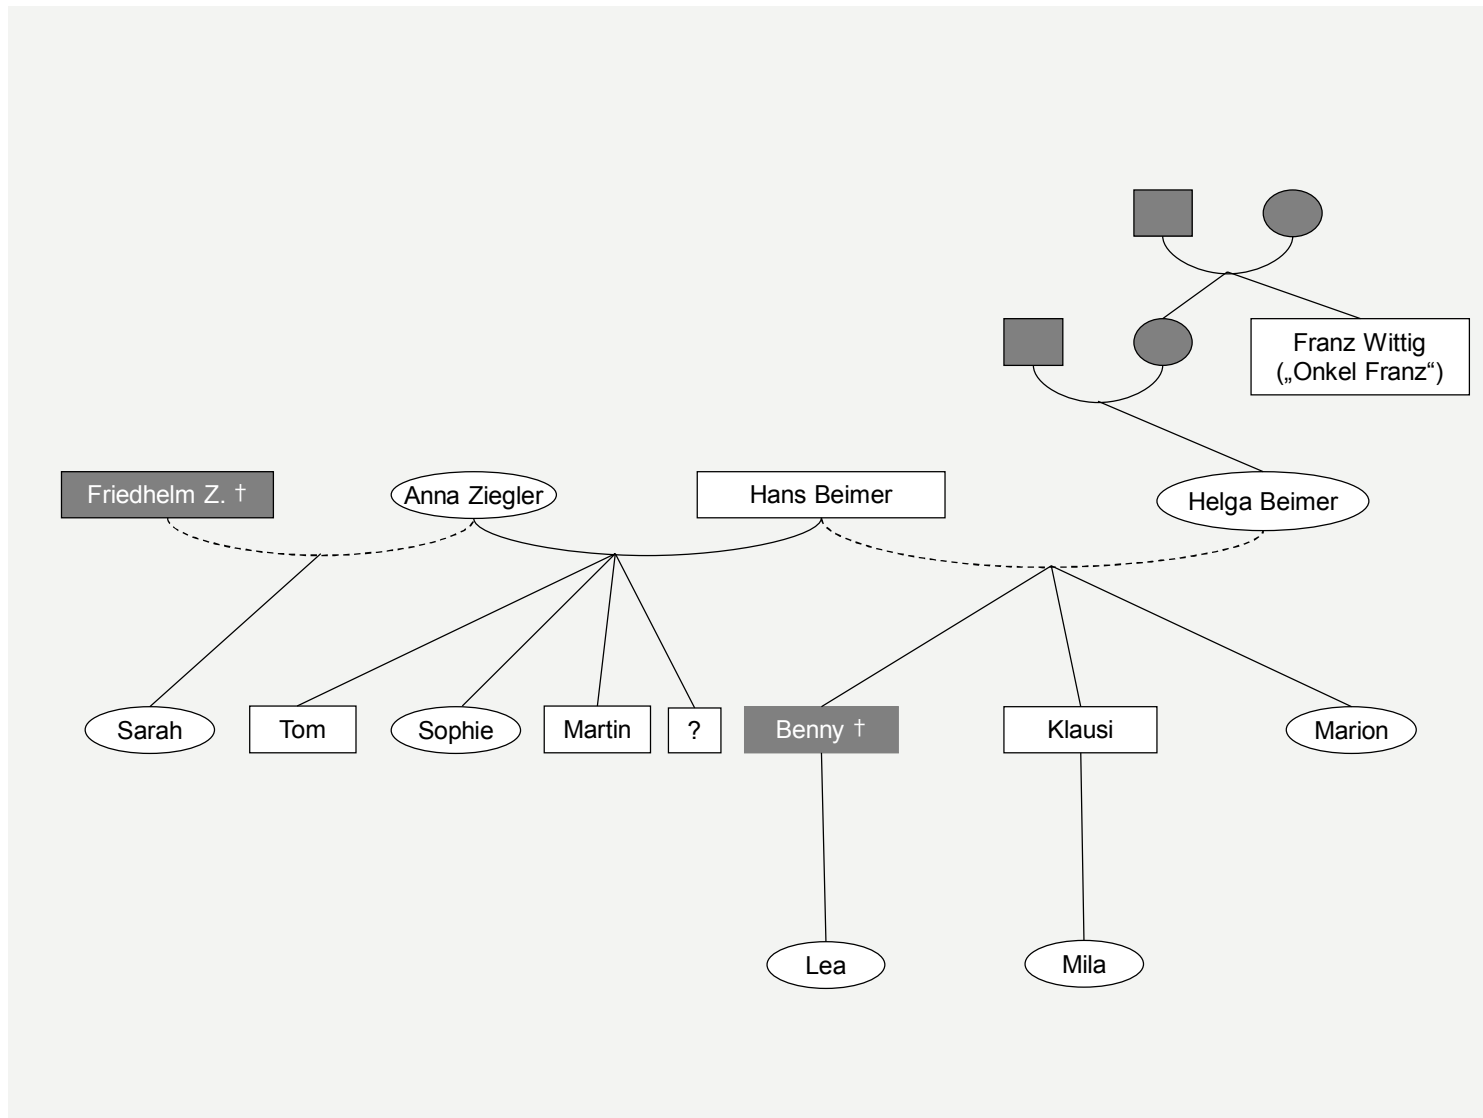 Franz Wittig
(„Onkel Franz“)
Friedhelm Z. †
Anna Ziegler
Hans Beimer
Helga Beimer
Sarah
Tom
Sophie
Martin
?
Benny †
Klausi
Marion
Lea
Mila